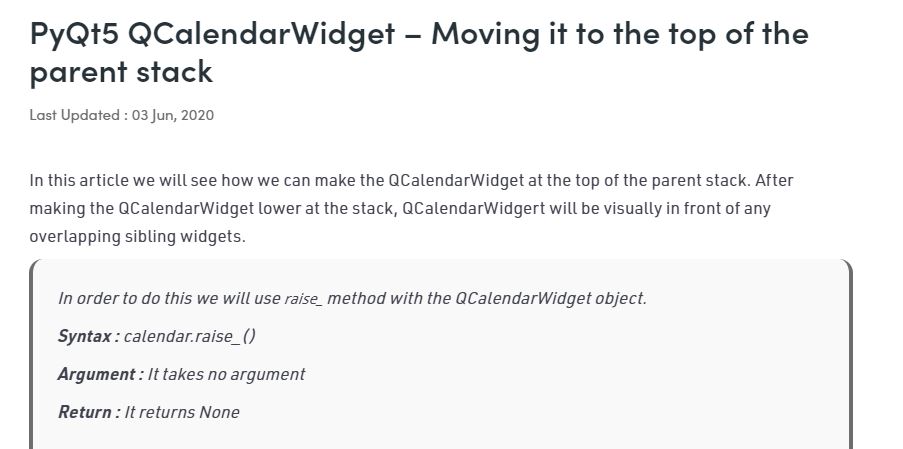 PyQt5 QCalendarWidget – Moving it to the top of the
parent stack
Last Updated : 03 Jun, 2020
In this article we will see how we can make the QCalendarWidget at the top of the parent stack. After
making the QCalendarWidget lower at the stack, QCalendarWidgert will be visually in front of any
overlapping sibling widgets.
In order to do this we will use raise_ method with the QCalendarWidget object.
Syntax : calendar.raise_()
Argument : It takes no argument
Return : It returns None